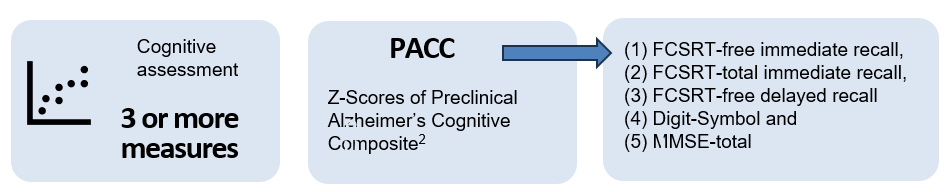 Cognitive
assessment
3 or more
measures
PACC
Z-Scores of Preclinical
Alzheimer's Cognitive
Composite2
(1) FCSRT-free immediate recall,
(2) FCSRT-total immediate recall,
(3) FCSRT-free delayed recall
(4) Digit-Symbol and
(5) MMSE-total